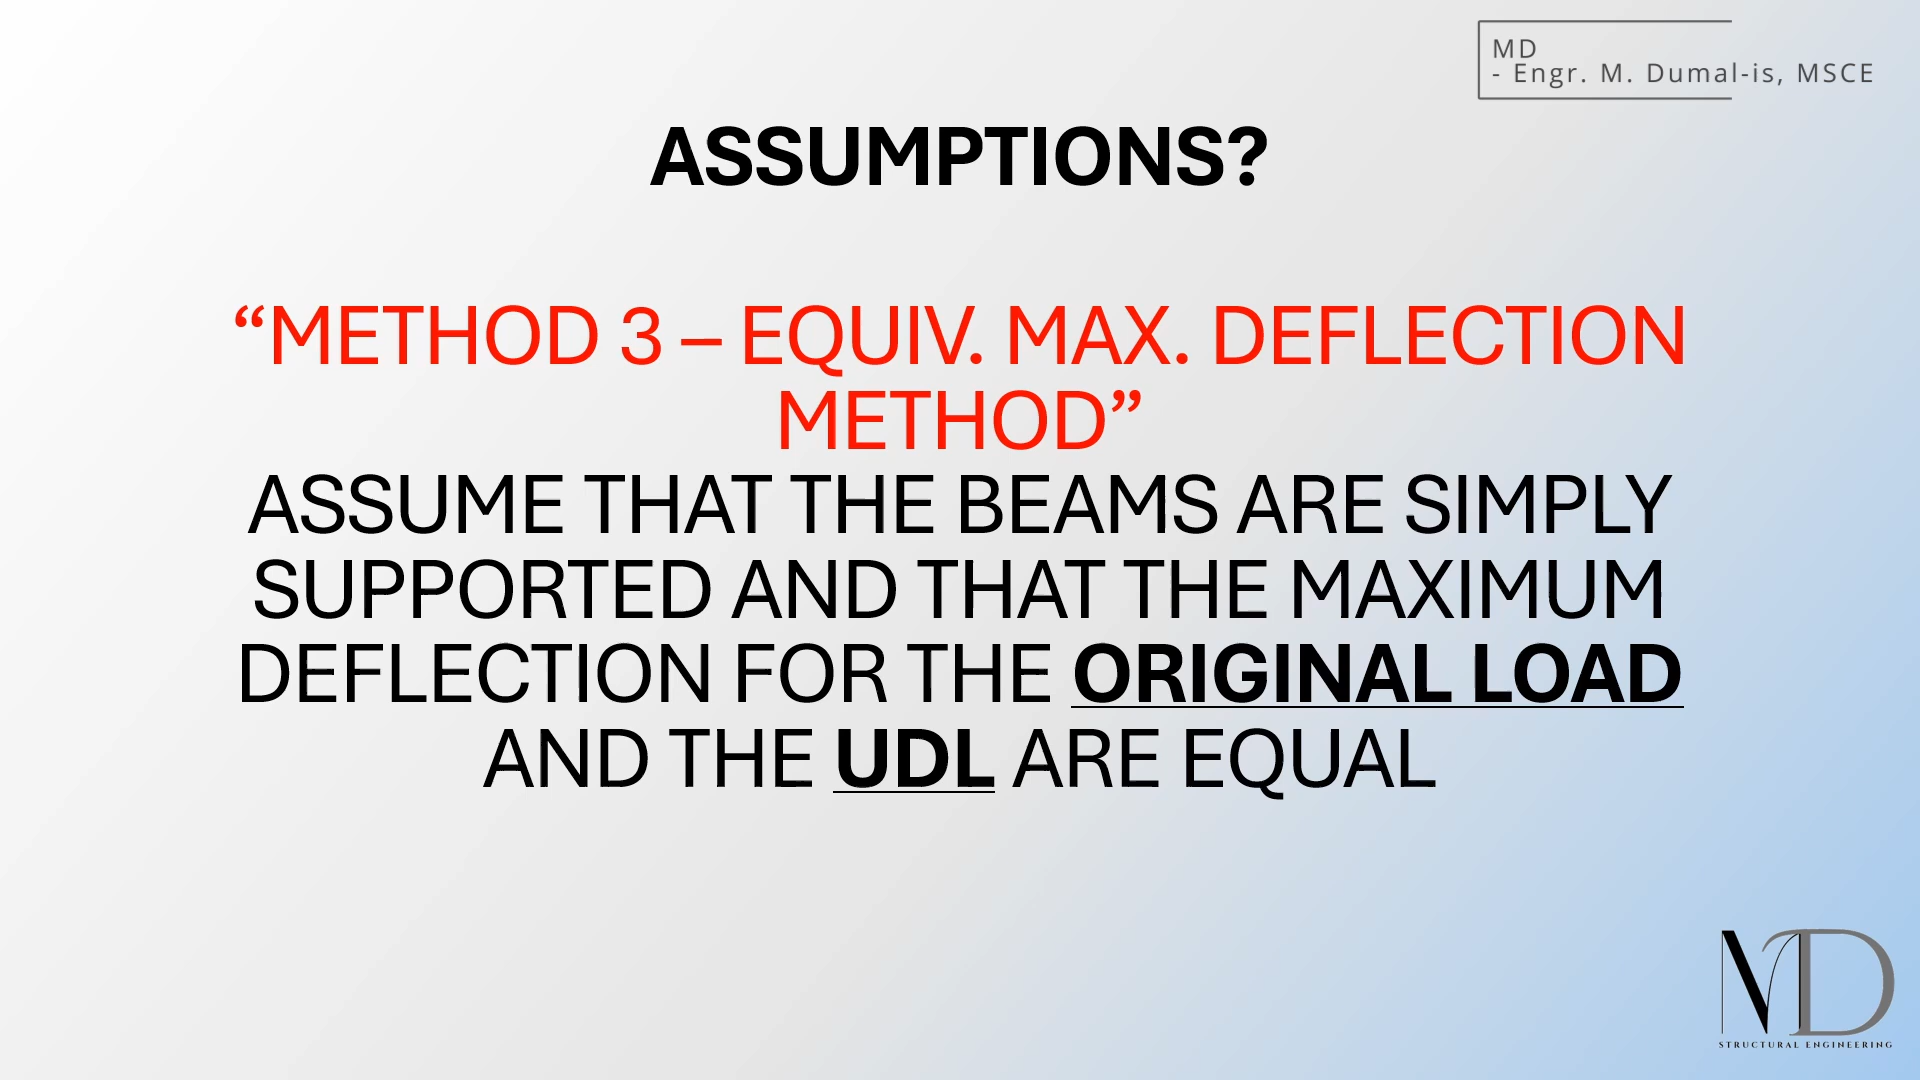 MD
- Engr. M. Dumal-is, MSCE
ASSUMPTIONS?
“METHOD 3 – EQUIV. MAX. DEFLECTION
METHOD”
ASSUME THAT THE BEAMS ARE SIMPLY
SUPPORTED AND THAT THE MAXIMUM
DEFLECTION FOR THE ORIGINAL LOAD
AND THE UDL ARE EQUAL
MD
STRUCTURAL ENGINEERING